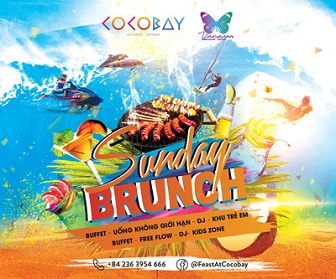 COCOBAY
Vanessa
Sunday
BRUNCH
BUFFET - UỐNG KHÔNG GIỚI HẠN - DJ - KHU TRẺ EM
BUFFET - FREE FLOW - DJ - KIDS ZONE
+84 236 3954 666
@FeastAtCocobay